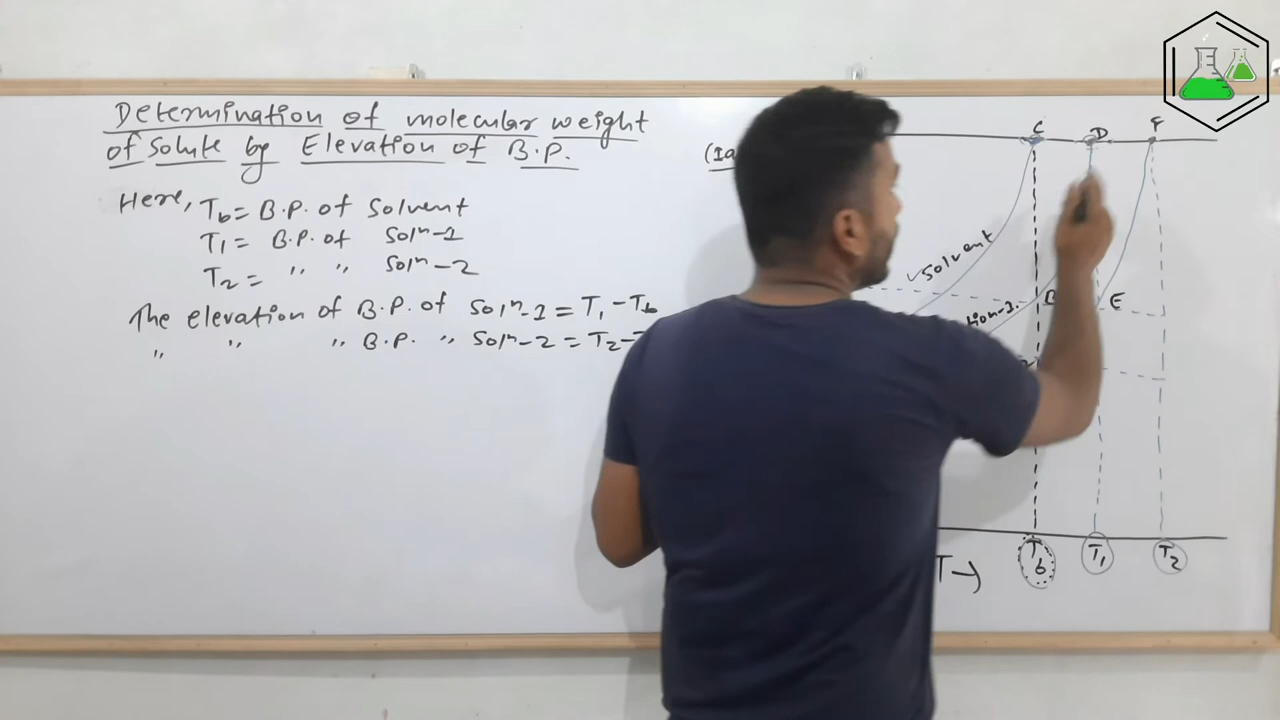 Determination of molecular weight
of Solute by Elevation of B.P.
Here, Tb = B.P. of Solvent
T₁ = B.P. of Solⁿ-1
T₂ = " " Solⁿ-2
The elevation of B.P. of Solⁿ-1 = T₁-Tb
" " " B.P. " Solⁿ-2 = T₂-
C D F
solvent
B E
T→ Tb T₁ T₂